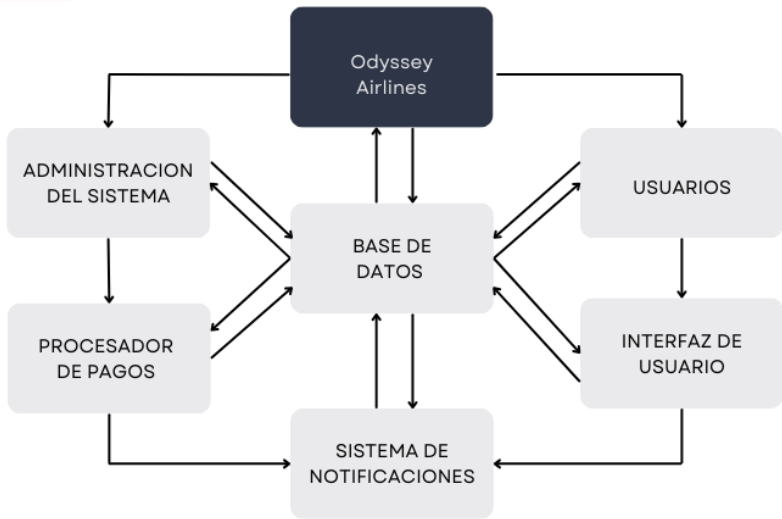 Odyssey
Airlines
ADMINISTRACION
DEL SISTEMA
USUARIOS
BASE DE
DATOS
PROCESADOR
DE PAGOS
INTERFAZ DE
USUARIO
SISTEMA DE
NOTIFICACIONES